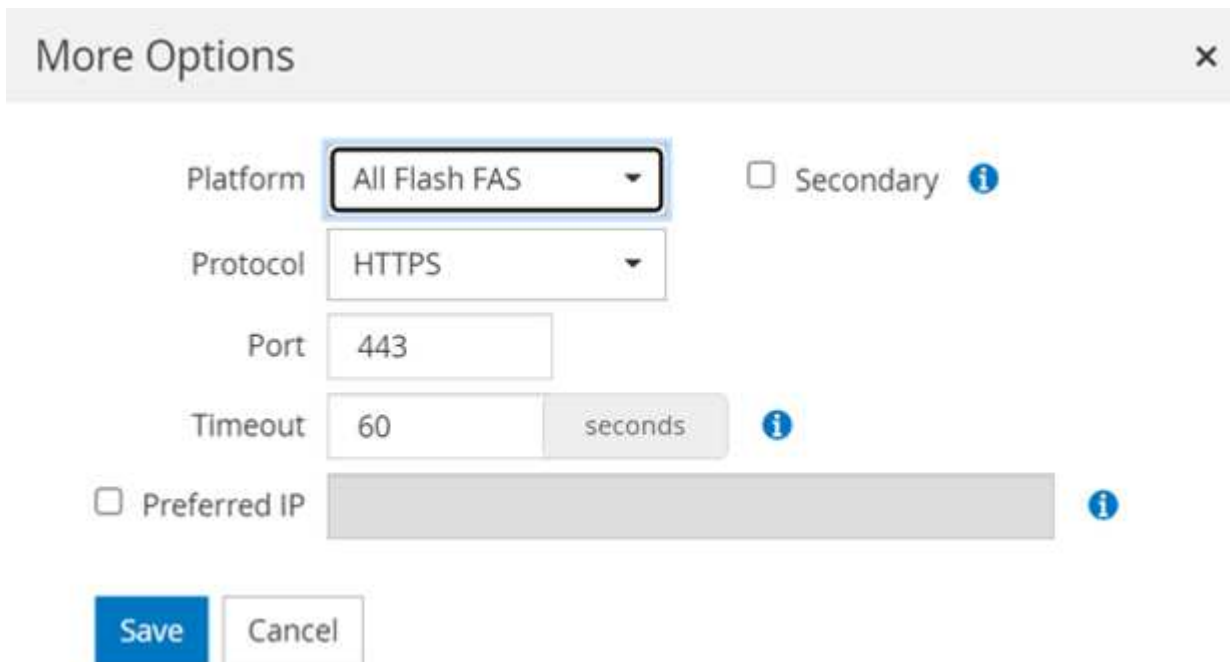 More Options
Platform All Flash FAS Secondary
Protocol HTTPS
Port 443
Timeout 60 seconds
Preferred IP
Save Cancel